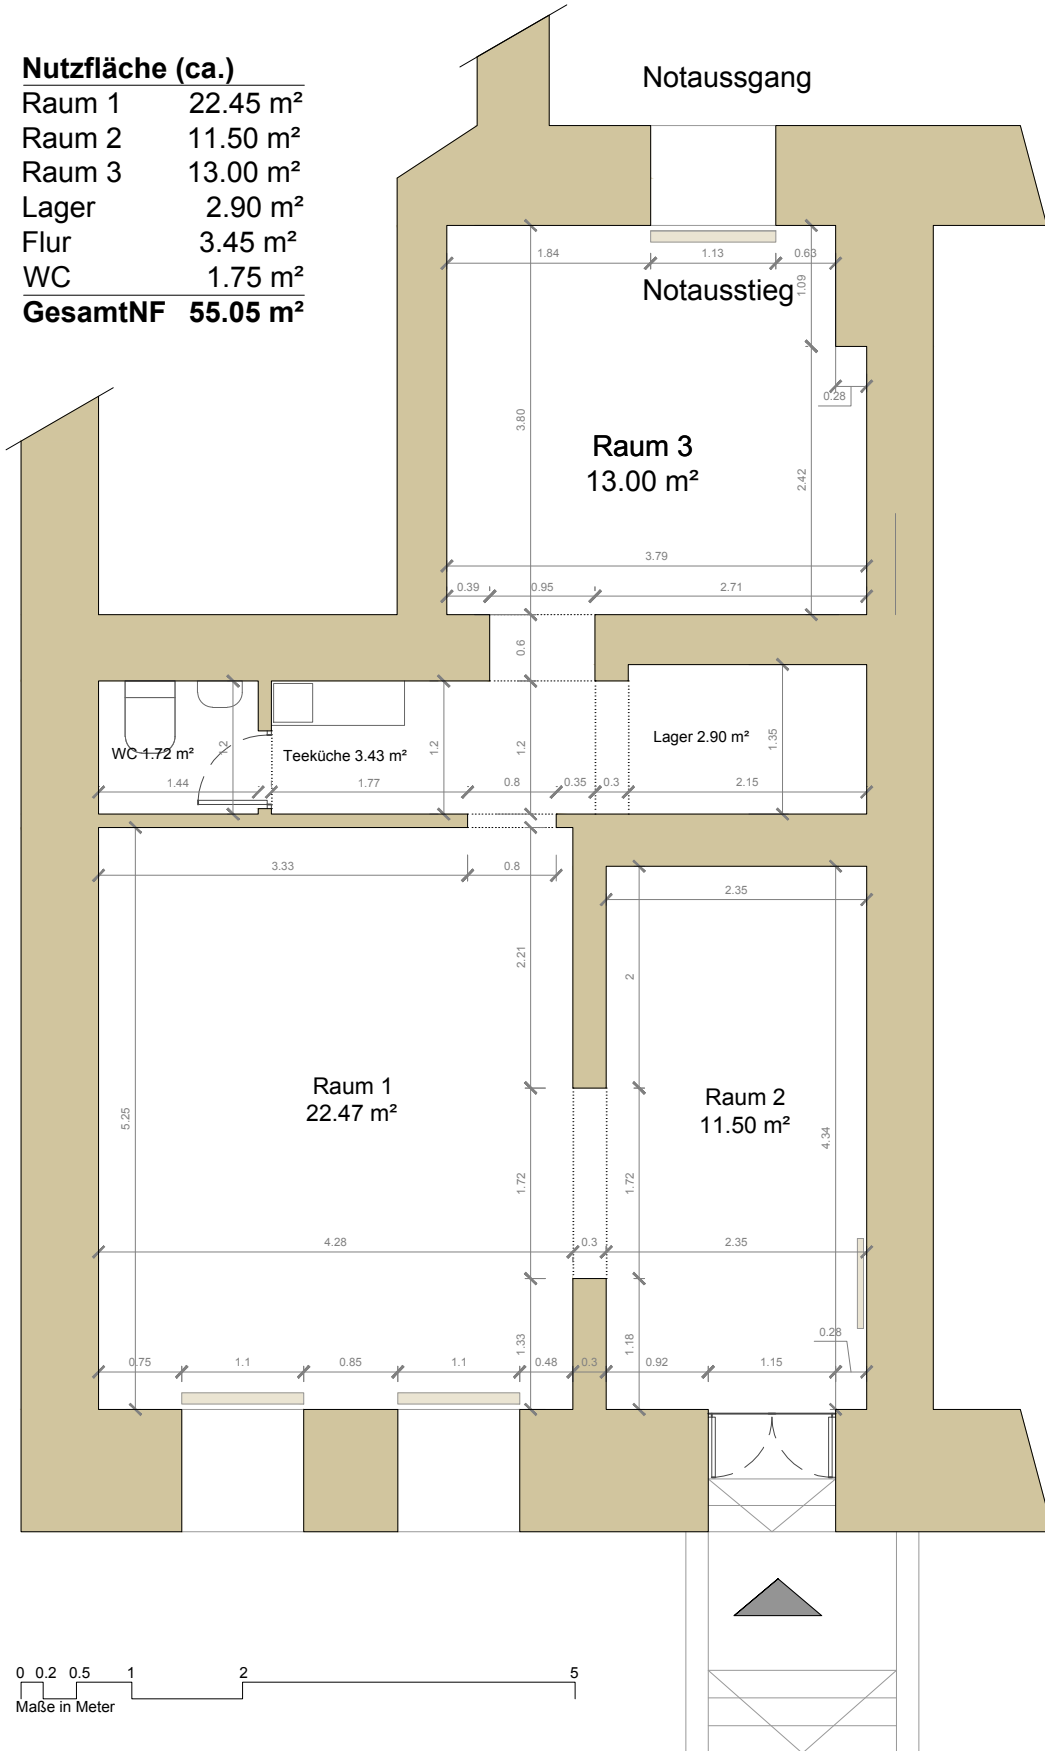 Nutzfläche (ca.)
Raum 1 22.45 m²
Raum 2 11.50 m²
Raum 3 13.00 m²
Lager 2.90 m²
Flur 3.45 m²
WC 1.75 m²
GesamtNF 55.05 m²
Notaussgang
1.84 1.13 0.63
1.09
Notausstieg
0.28
3.80
Raum 3
13.00 m²
2.42
3.79
0.39 0.95 2.71
0.6
WC 1.72 m²
1.2
Teeküche 3.43 m²
1.2
1.2
Lager 2.90 m²
1.35
1.44 1.77 0.8 0.35 0.3 2.15
3.33 0.8
2.35
2.21
2
Raum 1
22.47 m²
Raum 2
11.50 m²
5.25
4.34
1.72
1.72
4.28 0.3 2.35
1.33
1.18
0.28
0.75 1.1 0.85 1.1 0.48 0.3 0.92 1.15
0 0.2 0.5 1 2 5
Maße in Meter